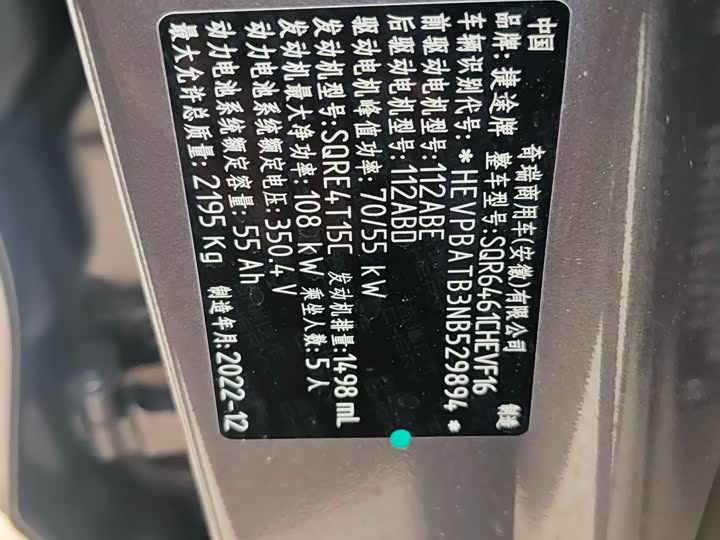 中国 奇瑞商用车(安徽)有限公司 制造
品牌: 捷途牌 整车型号:SQR6461CHEVF16
车辆识别代号: *HEVPBATB3NB529894*
前驱动电机型号:112ABE
后驱动电机型号:112ABD
驱动电机峰值功率: 70/55 kW
发动机型号:SQRE4T15C 发动机排量:1498 mL
发动机最大净功率: 108 kW 乘坐人数: 5 人
动力电池系统额定电压: 350.4 V
动力电池系统额定容量: 55 Ah
最大允许总质量: 2195 Kg 制造年月:2022-12